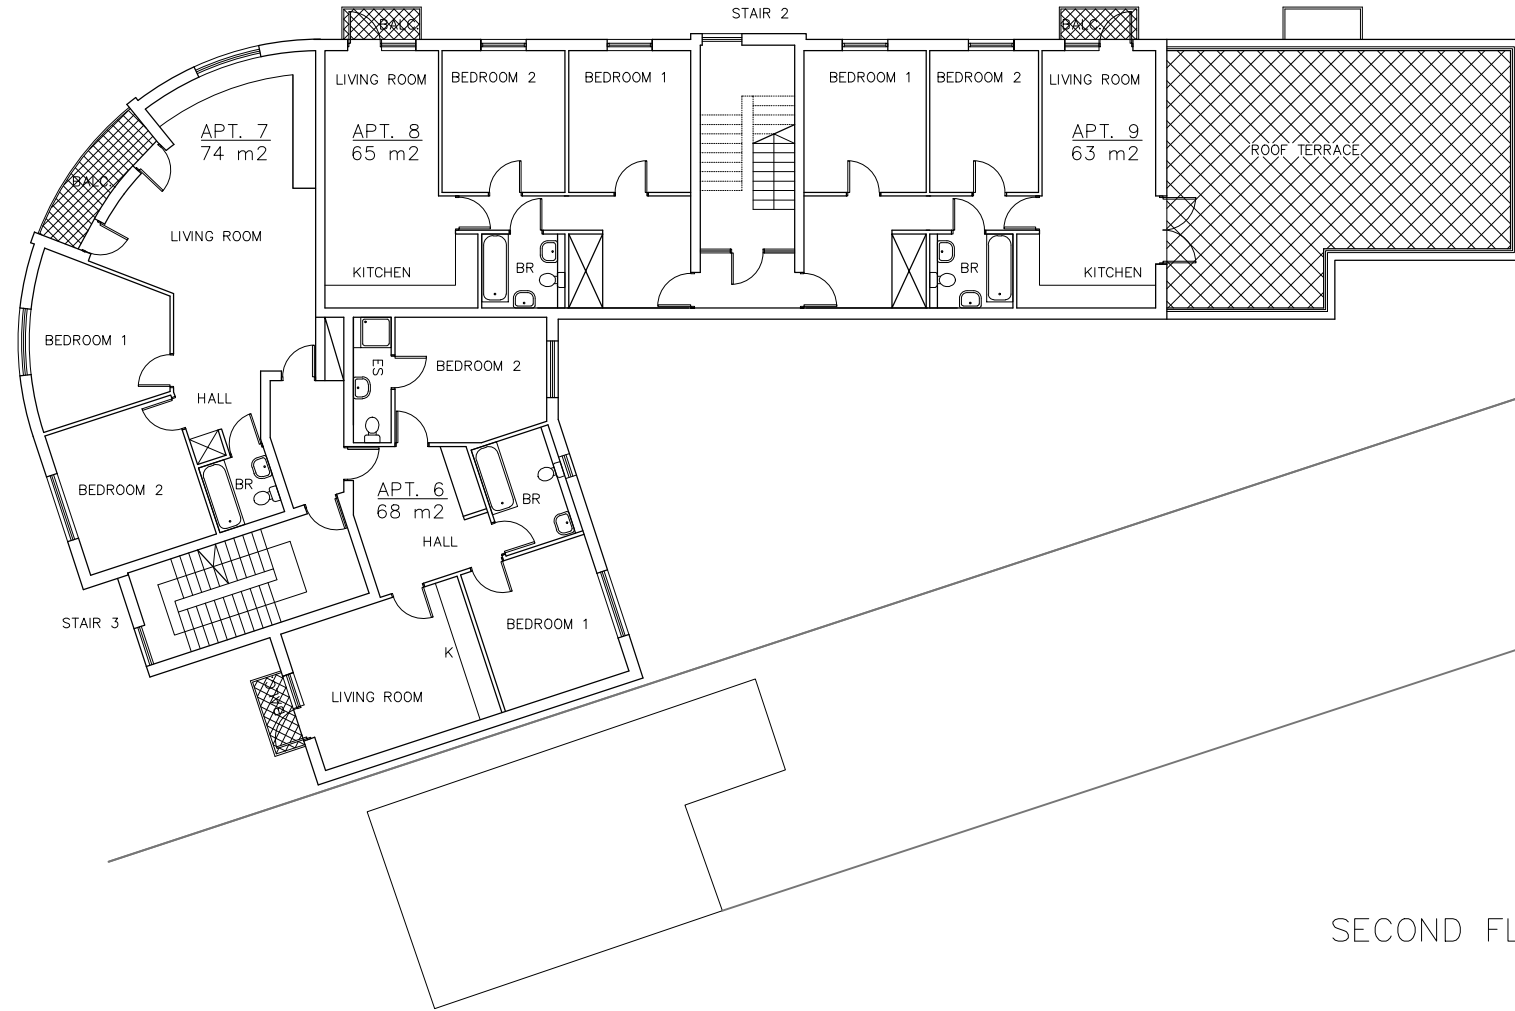 STAIR 2
BALC.
BALC.
LIVING ROOM
BEDROOM 2
BEDROOM 1
BEDROOM 1
BEDROOM 2
LIVING ROOM
APT. 7
74 m2
APT. 8
65 m2
APT. 9
63 m2
ROOF TERRACE
BALC.
LIVING ROOM
KITCHEN
BR
BR
KITCHEN
BEDROOM 1
ES
BEDROOM 2
HALL
BEDROOM 2
BR
APT. 6
68 m2
BR
HALL
STAIR 3
BEDROOM 1
K
LIVING ROOM
SECOND FL